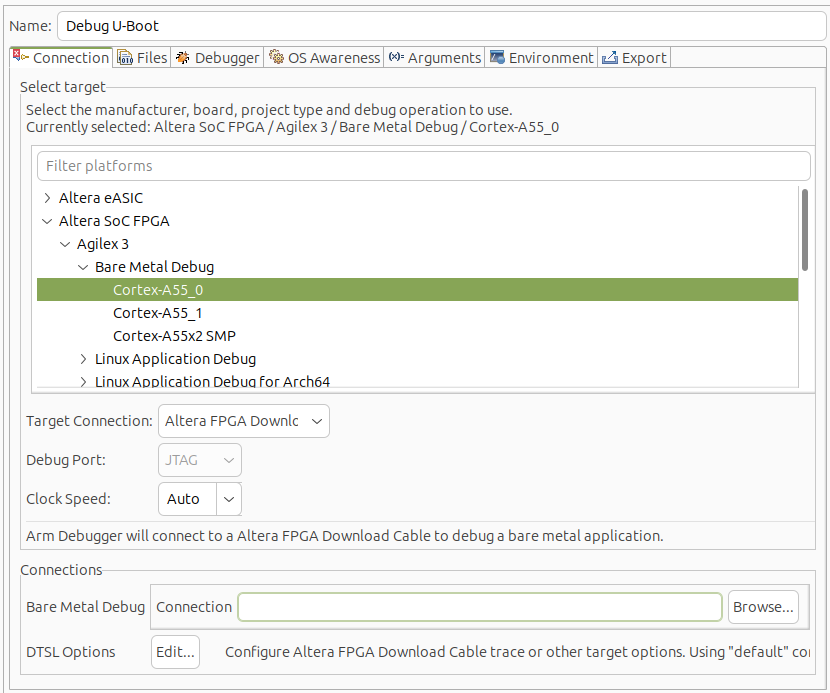 Name: Debug U-Boot
Connection Files Debugger OS Awareness Arguments Environment Export
Select target
Select the manufacturer, board, project type and debug operation to use.
Currently selected: Altera SoC FPGA / Agilex 3 / Bare Metal Debug / Cortex-A55_0
Filter platforms
Altera eASIC
Altera SoC FPGA
Agilex 3
Bare Metal Debug
Cortex-A55_0
Cortex-A55_1
Cortex-A55x2 SMP
Linux Application Debug
Linux Application Debug for Arch64
Target Connection: Altera FPGA Downlc
Debug Port: JTAG
Clock Speed: Auto
Arm Debugger will connect to a Altera FPGA Download Cable to debug a bare metal application.
Connections
Bare Metal Debug Connection Browse...
DTSL Options Edit... Configure Altera FPGA Download Cable trace or other target options. Using "default" co